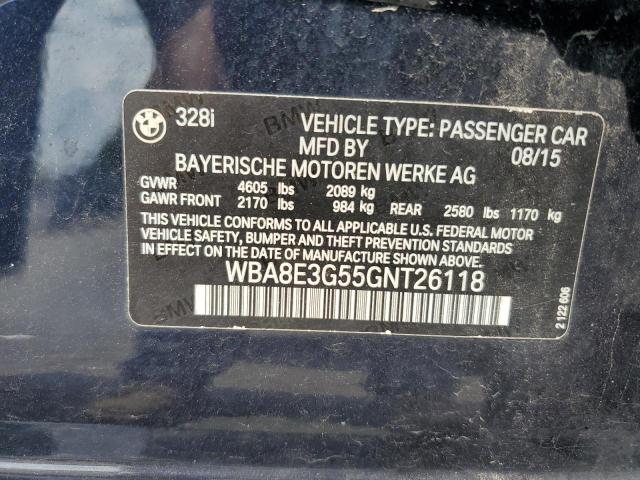 328i VEHICLE TYPE: PASSENGER CAR
MFD BY 08/15
BAYERISCHE MOTOREN WERKE AG
GVWR 4605 lbs 2089 kg
GAWR FRONT 2170 lbs 984 kg REAR 2580 lbs 1170 kg
THIS VEHICLE CONFORMS TO ALL APPLICABLE U.S. FEDERAL MOTOR
VEHICLE SAFETY, BUMPER AND THEFT PREVENTION STANDARDS
IN EFFECT ON THE DATE OF MANUFACTURE SHOWN ABOVE.
WBA8E3G55GNT26118
2 122 606